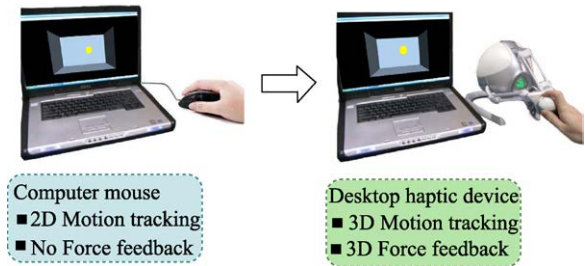 Computer mouse
■ 2D Motion tracking
■ No Force feedback
Desktop haptic device
■ 3D Motion tracking
■ 3D Force feedback